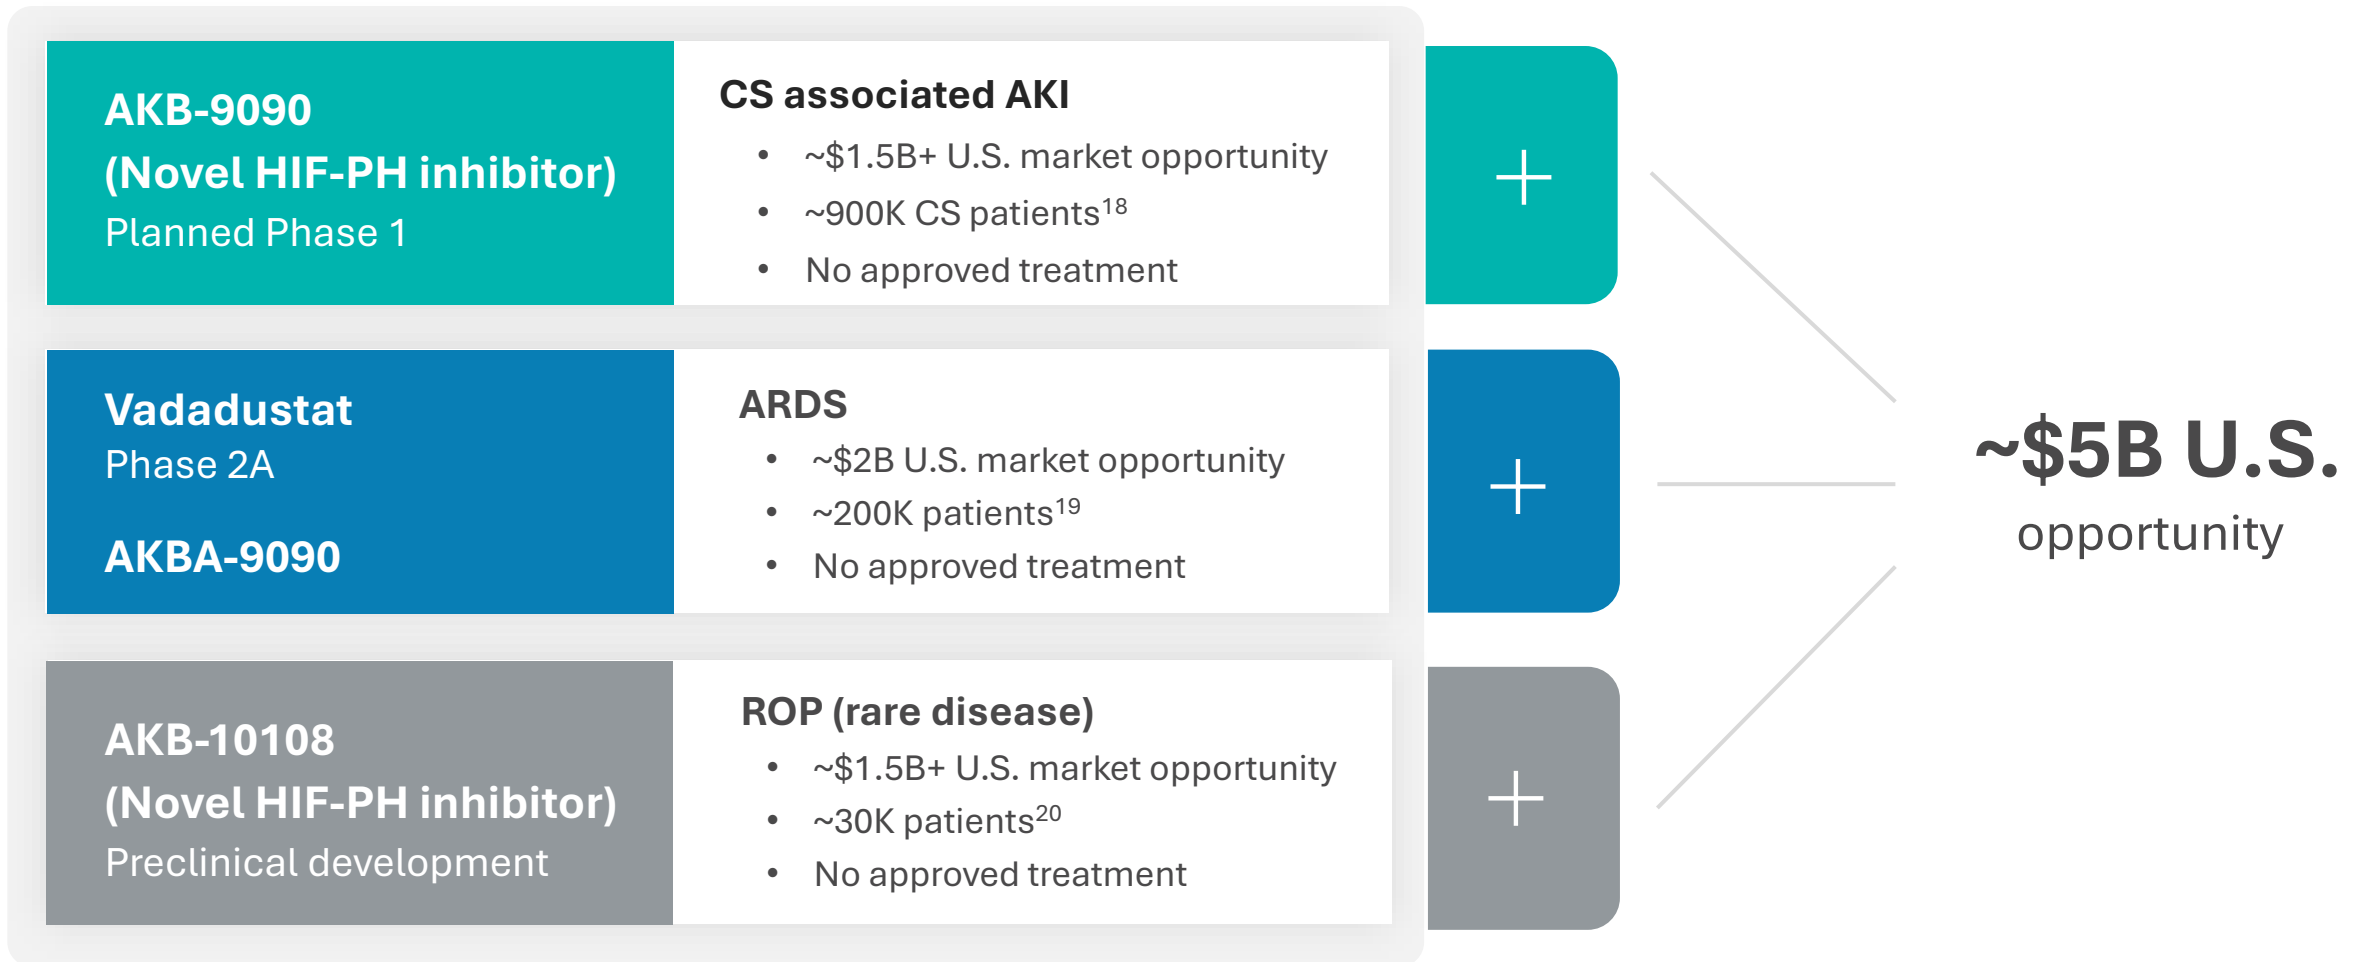 AKB-9090
(Novel HIF-PH inhibitor)
Planned Phase 1
CS associated AKI
• ~$1.5B+ U.S. market opportunity
• ~900K CS patients18
• No approved treatment
Vadadustat
Phase 2A
AKBA-9090
ARDS
• ~$2B U.S. market opportunity
• ~200K patients19
• No approved treatment
AKB-10108
(Novel HIF-PH inhibitor)
Preclinical development
ROP (rare disease)
• ~$1.5B+ U.S. market opportunity
• ~30K patients20
• No approved treatment
+
+
+
~$5B U.S.
opportunity